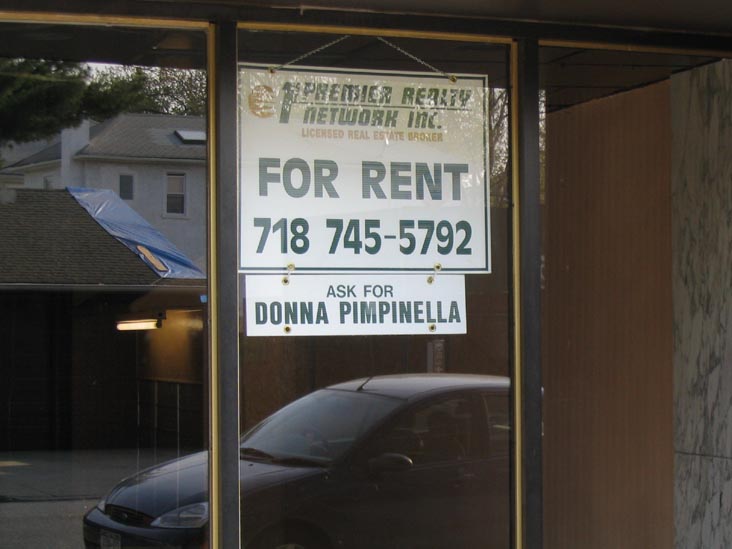 1st PREMIER REALTY
NETWORK INC.
LICENSED REAL ESTATE BROKER
FOR RENT
718 745-5792
ASK FOR
DONNA PIMPINELLA